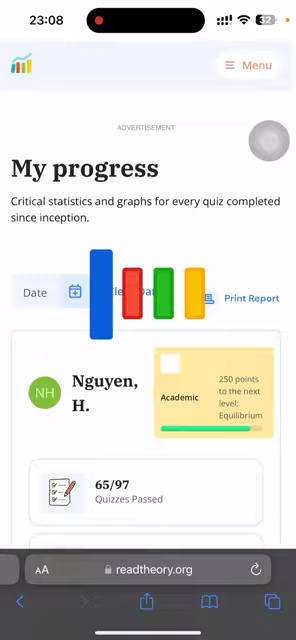 23:08
32
Menu
ADVERTISEMENT
My progress
Critical statistics and graphs for every quiz completed
since inception.
Date
Print Report
NH
Nguyen,
H.
Academic
250 points
to the next
level:
Equilibrium
65/97
Quizzes Passed
AA
readtheory.org